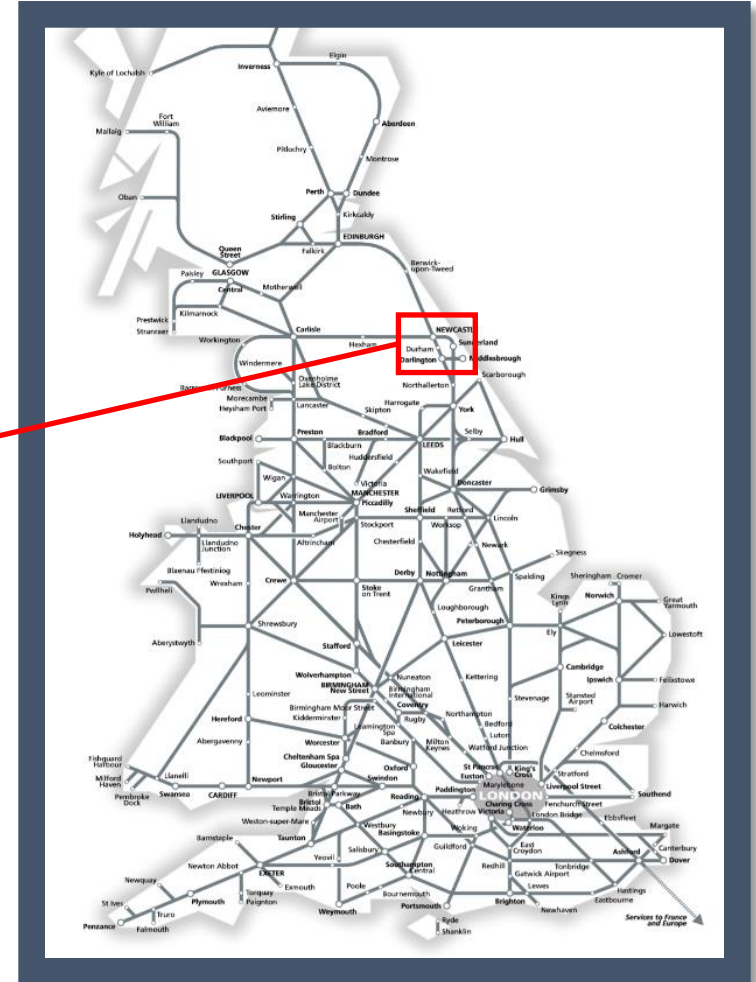 Elgin
Inverness
Kyle of Lochalsh
Aviemore
Fort
William
Aberdeen
Mallaig
Pitlochry
Montrose
Perth
Dundee
Oban
Stirling
Kirkcaldy
EDINBURGH
Queen
Street
Falkirk
Berwick-
upon-Tweed
Paisley
GLASGOW
Central
Motherwell
Prestwick
Kilmarnock
Stranraer
Carlisle
NEWCASTL
Workington
Hexham
Durham
Sunderland
Darlington
Middlesbrough
Windermere
Oxenholme
Lake District
Northallerton
Scarborough
Morecambe
Harrogate
Heysham Port
Lancaster
Skipton
York
Blackpool
Preston
Bradford
Selby
Hull
Blackburn
LEEDS
Huddersfield
Southport
Bolton
Wakefield
Wigan
Victoria
Doncaster
LIVERPOOL
Warrington
MANCHESTER
Piccadilly
Grimsby
Manchester
Airport
Sheffield
Retford
Llandudno
Chester
Stockport
Worksop
Lincoln
Holyhead
Llandudno
Junction
Altrincham
Chesterfield
Newark
Skegness
Blaenau Ffestiniog
Derby
Nottingham
Spalding
Sheringham
Cromer
Pwllheli
Wrexham
Crewe
Stoke
on Trent
Grantham
Kings
Lynn
Norwich
Great
Yarmouth
Loughborough
Shrewsbury
Peterborough
Aberystwyth
Stafford
Leicester
Ely
Lowestoft
Wolverhampton
Cambridge
BIRMINGHAM
New Street
Nuneaton
Kettering
Ipswich
Felixstowe
Leominster
Birmingham
International
Stevenage
Stansted
Airport
Birmingham Moor Street
Coventry
Harwich
Hereford
Kidderminster
Rugby
Northampton
Leamington
Spa
Bedford
Colchester
Abergavenny
Worcester
Banbury
Milton
Keynes
Luton
Watford Junction
Chelmsford
Fishguard
Harbour
Cheltenham Spa
Gloucester
Oxford
St Pancras
King's
Cross
Euston
Stratford
Milford
Haven
Llanelli
Newport
Swindon
Paddington
Marylebone
Liverpool Street
Pembroke
Dock
Swansea
CARDIFF
Bristol Parkway
Reading
LONDON
Southend
Bristol
Temple Meads
Bath
Newbury
Heathrow
Victoria
Charing Cross
Fenchurch Street
London Bridge
Ebbsfleet
Weston-super-Mare
Westbury
Basingstoke
Woking
Waterloo
Margate
Barnstaple
Taunton
Salisbury
Guildford
East
Croydon
Canterbury
Newton Abbot
Yeovil
Southampton
Central
Redhill
Tonbridge
Ashford
Dover
Newquay
EXETER
Gatwick Airport
Exmouth
Poole
Lewes
Hastings
St Ives
Plymouth
Torquay
Paignton
Bournemouth
Eastbourne
Truro
Weymouth
Portsmouth
Brighton
Newhaven
Penzance
Falmouth
Ryde
Shanklin
Services to France
and Europe